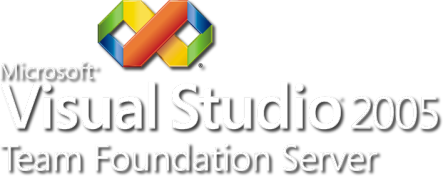 Microsoft®
Visual Studio® 2005
Team Foundation Server